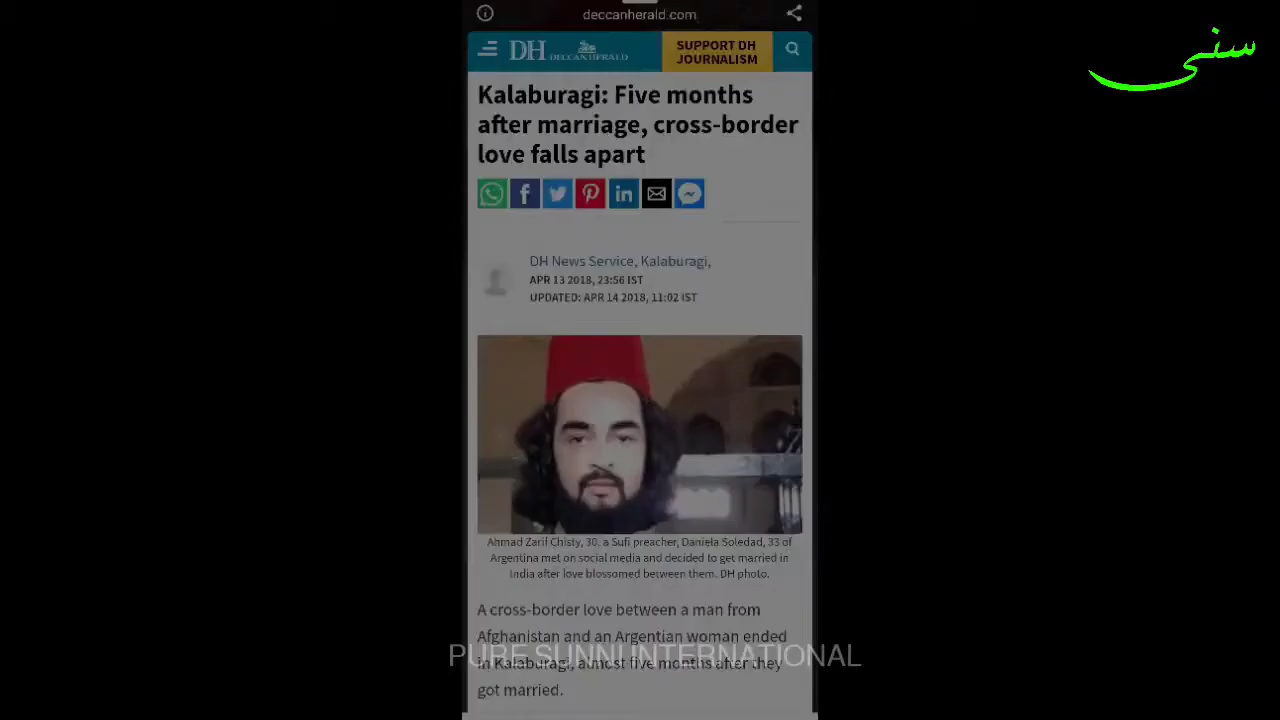 deccanherald.com
سنی
DH DECCAN HERALD
SUPPORT DH
JOURNALISM
Kalaburagi: Five months
after marriage, cross-border
love falls apart
DH News Service, Kalaburagi,
APR 13 2018, 23:56 IST
UPDATED: APR 14 2018, 11:02 IST
Ahmad Zarif Chisty, 30. a Sufi preacher, Daniela Soledad, 33 of
Argentina met on social media and decided to get married in
India after love blossomed between them. DH photo.
A cross-border love between a man from
Afghanistan and an Argentian woman ended
in Kalaburagi, almost five months after they
got married.
PURE SUNNI INTERNATIONAL